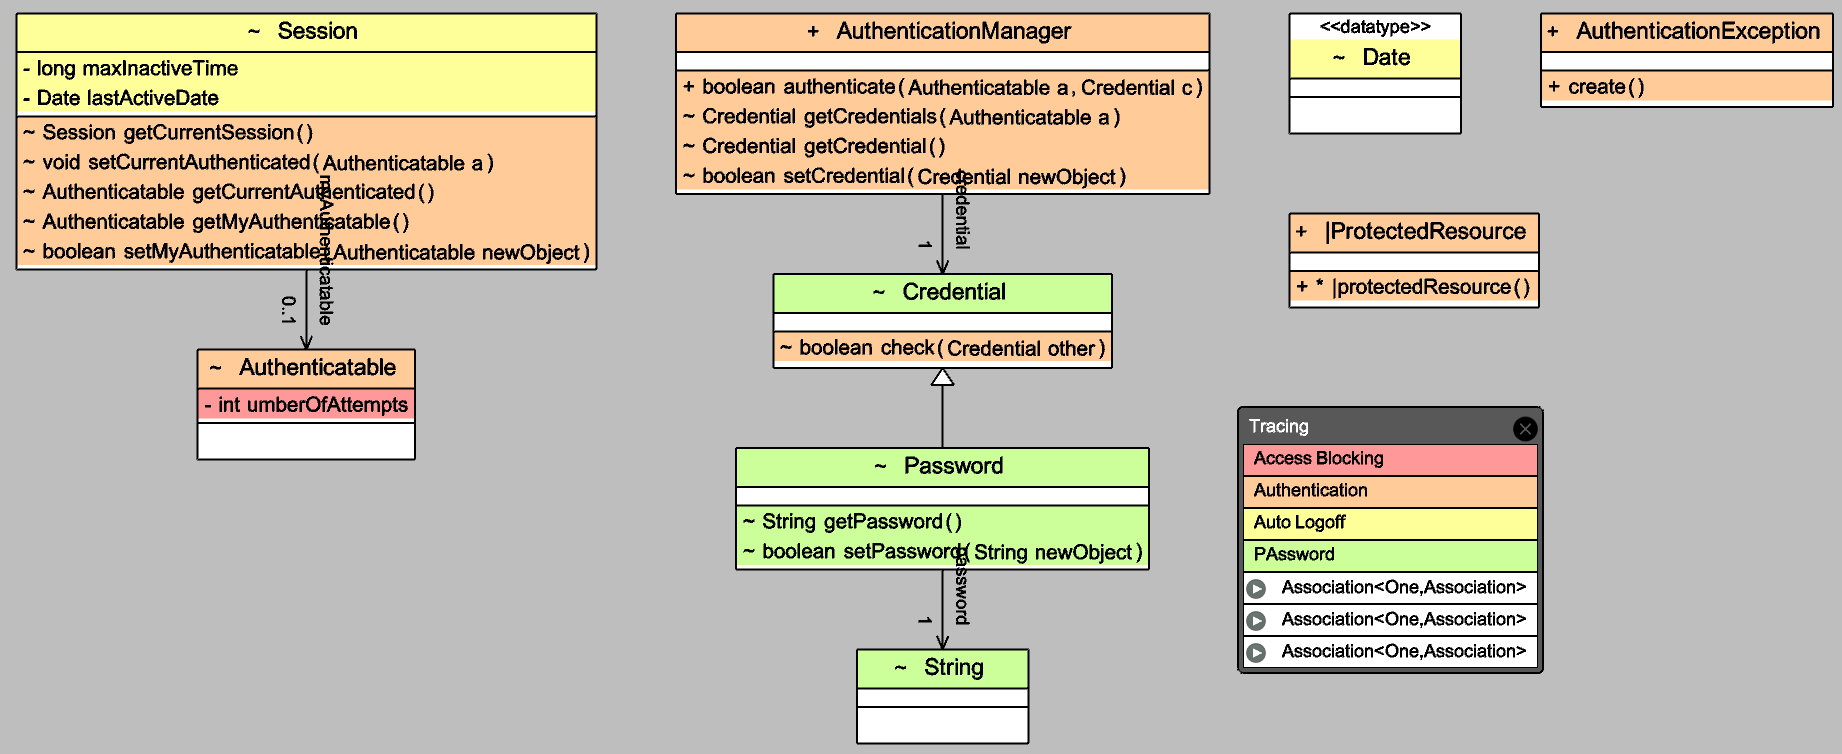 ~ Session
- long maxInactiveTime
- Date lastActiveDate
~ Session getCurrentSession()
~ void setCurrentAuthenticated(Authenticatable a)
~ Authenticatable getCurrentAuthenticated()
~ Authenticatable getMyAuthenticatable()
~ boolean setMyAuthenticatable(Authenticatable newObject)
myAuthenticatable
0..1
~ Authenticatable
- int umberOfAttempts
+ AuthenticationManager
+ boolean authenticate(Authenticatable a, Credential c)
~ Credential getCredentials(Authenticatable a)
~ Credential getCredential()
~ boolean setCredential(Credential newObject)
credential
1
~ Credential
~ boolean check(Credential other)
~ Password
~ String getPassword()
~ boolean setPassword(String newObject)
password
1
~ String
<<datatype>>
~ Date
+ AuthenticationException
+ create()
+ |ProtectedResource
+ * |protectedResource()
Tracing
Access Blocking
Authentication
Auto Logoff
PAssword
Association<One,Association>
Association<One,Association>
Association<One,Association>